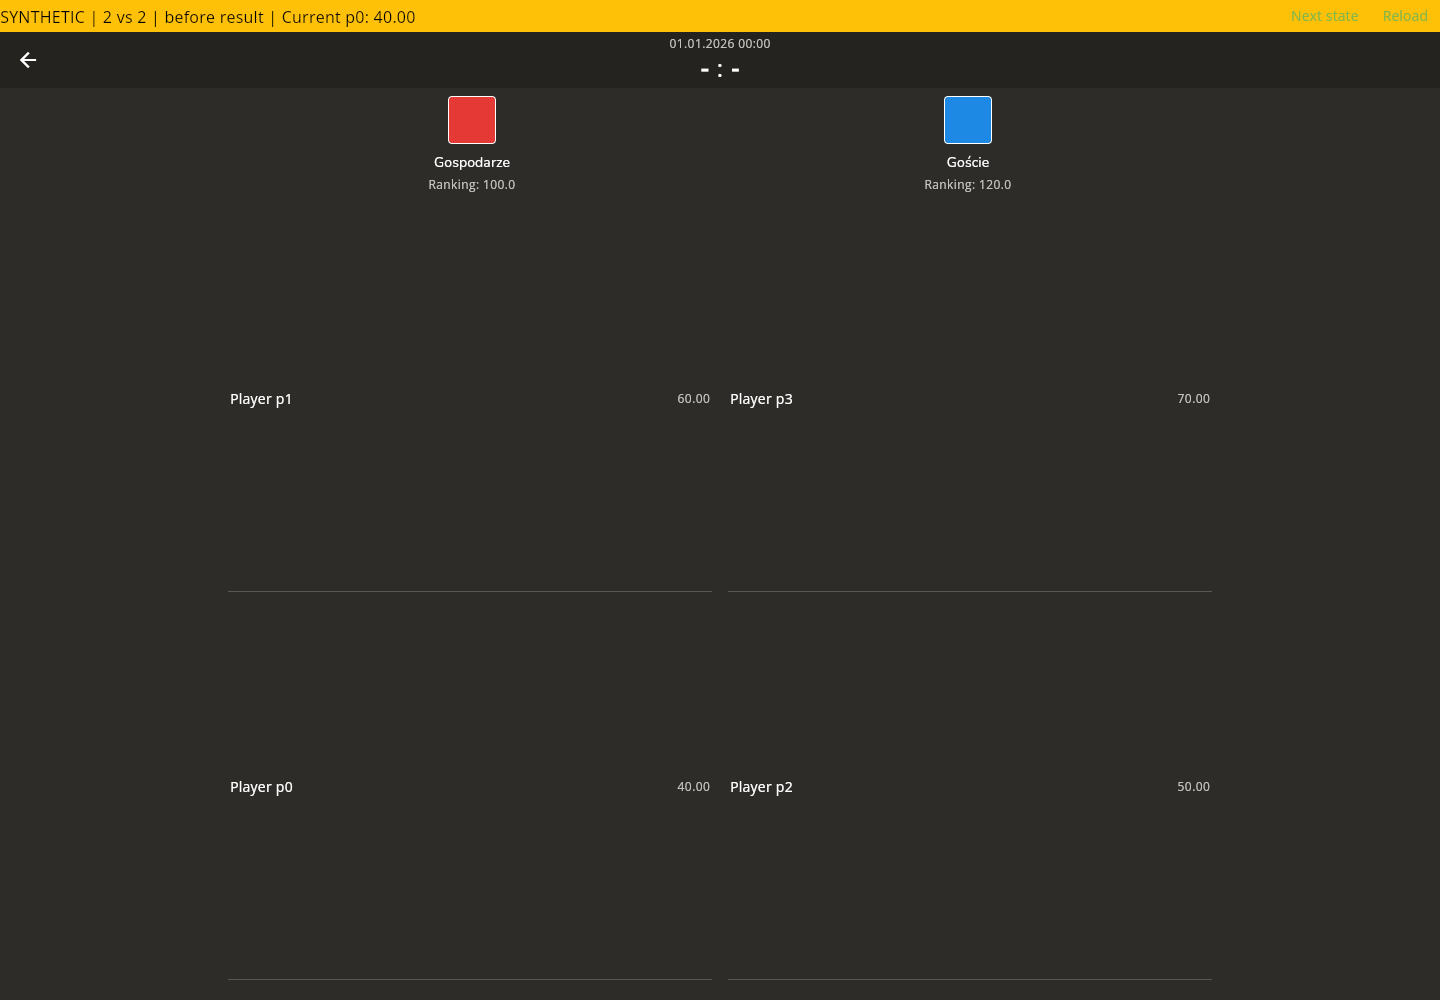 SYNTHETIC | 2 vs 2 | before result | Current p0: 40.00
Next state
Reload
01.01.2026 00:00
- : -
Gospodarze
Ranking: 100.0
Goście
Ranking: 120.0
Player p1
60.00
Player p3
70.00
Player p0
40.00
Player p2
50.00